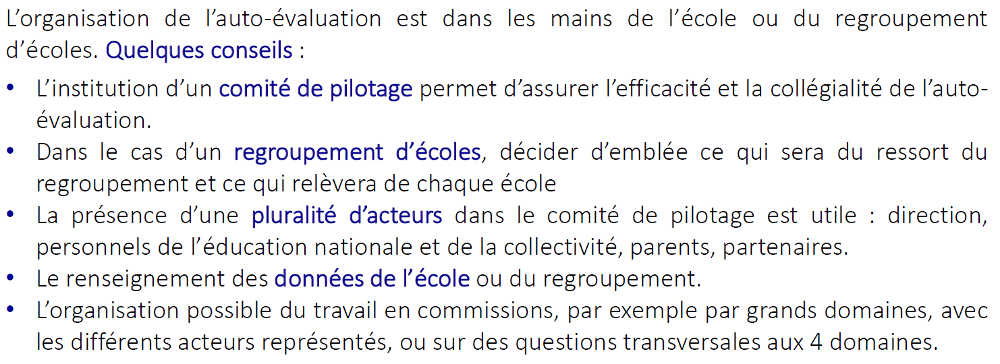 L’organisation de l’auto-évaluation est dans les mains de l’école ou du regroupement
d’écoles. Quelques conseils :
• L’institution d’un comité de pilotage permet d’assurer l’efficacité et la collégialité de l’auto-
évaluation.
• Dans le cas d’un regroupement d’écoles, décider d’emblée ce qui sera du ressort du
regroupement et ce qui relèvera de chaque école
• La présence d’une pluralité d’acteurs dans le comité de pilotage est utile : direction,
personnels de l’éducation nationale et de la collectivité, parents, partenaires.
• Le renseignement des données de l’école ou du regroupement.
• L’organisation possible du travail en commissions, par exemple par grands domaines, avec
les différents acteurs représentés, ou sur des questions transversales aux 4 domaines.